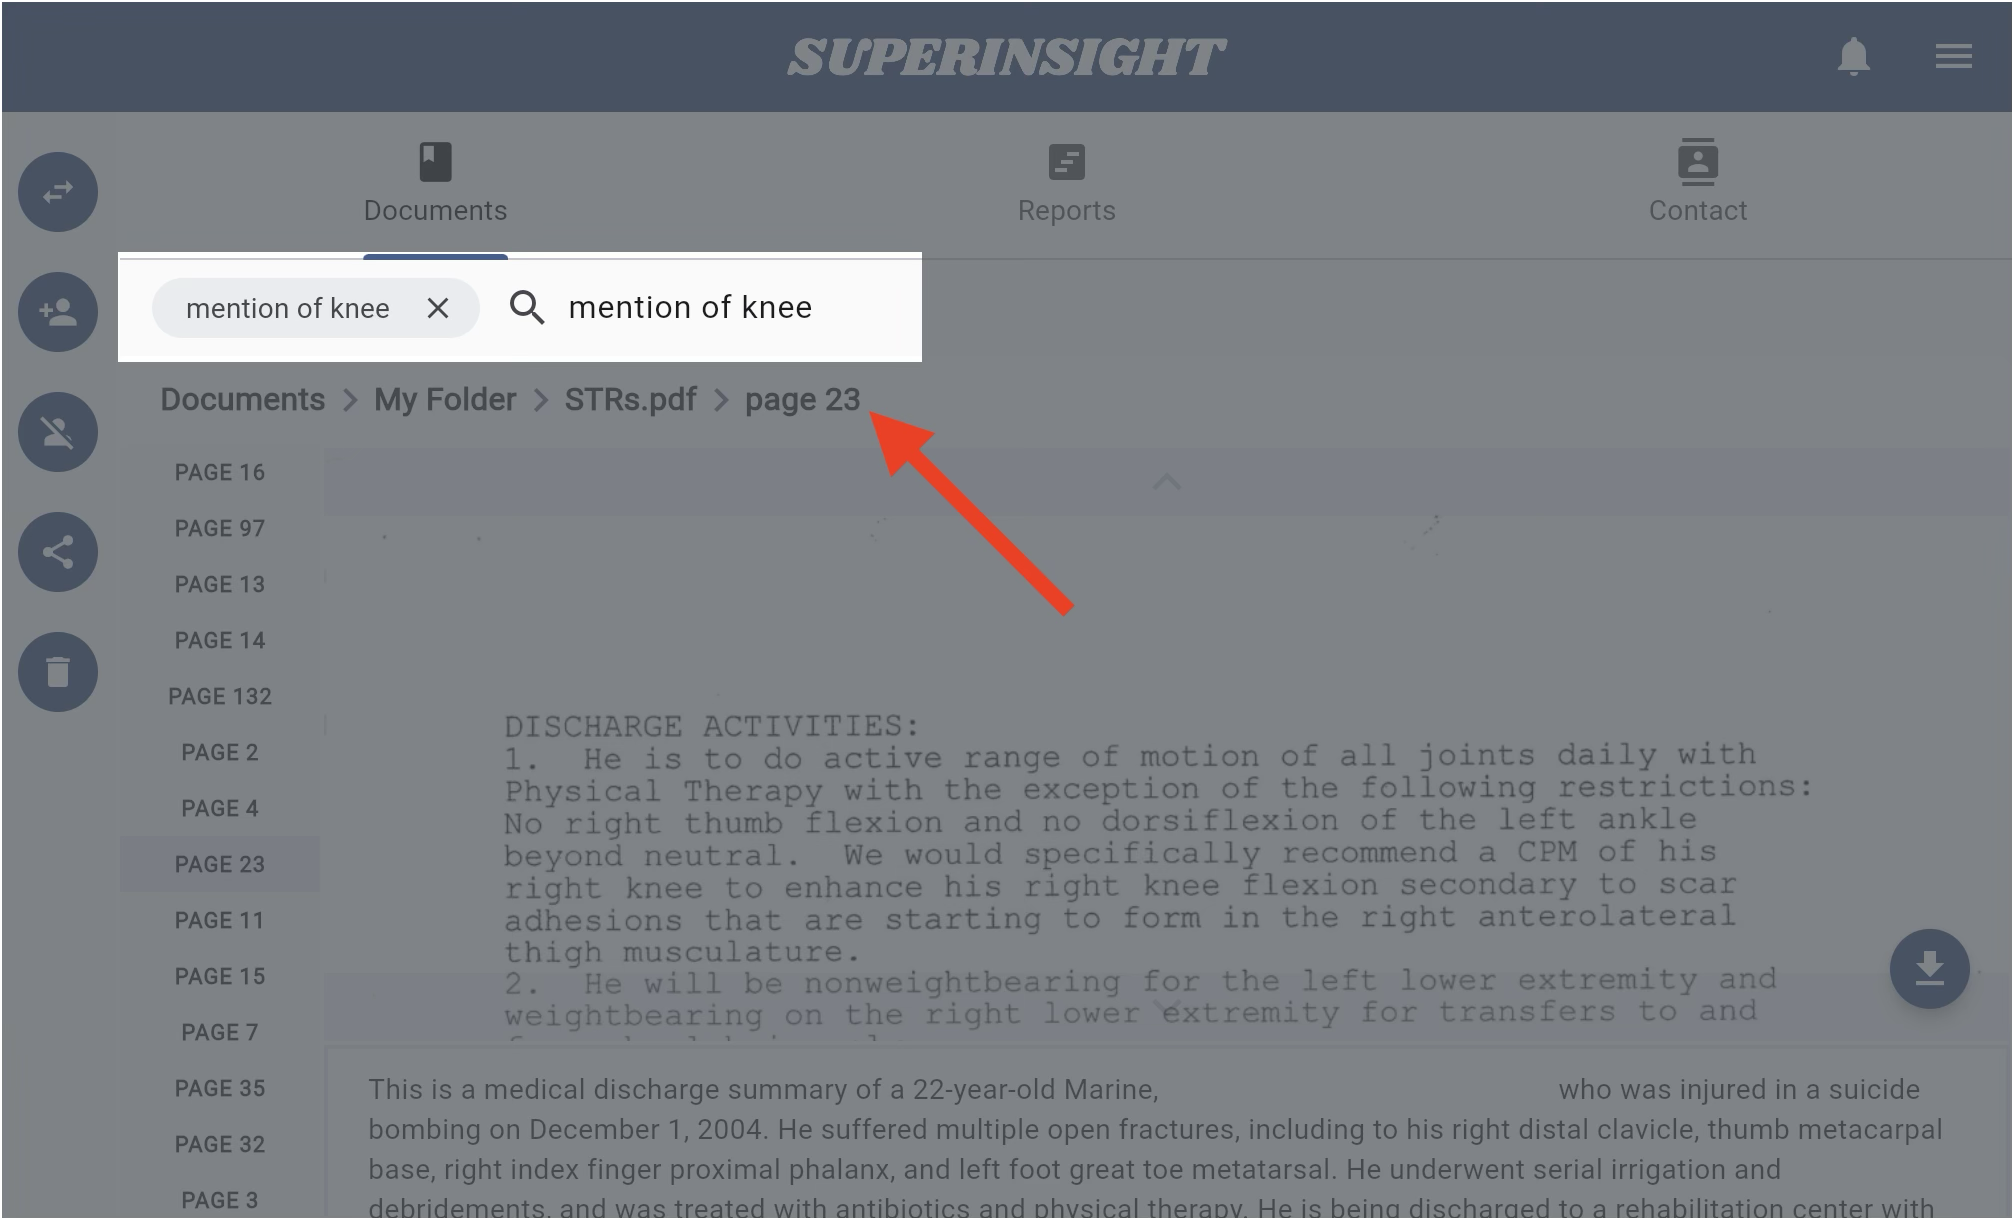 SUPERINSIGHT
Documents
Reports
Contact
mention of knee
mention of knee
Documents > My Folder > STRs.pdf > page 23
PAGE 16
PAGE 97
PAGE 13
PAGE 14
PAGE 132
PAGE 2
PAGE 4
PAGE 23
PAGE 11
PAGE 15
PAGE 7
PAGE 35
PAGE 32
PAGE 3
DISCHARGE ACTIVITIES:
1. He is to do active range of motion of all joints daily with
Physical Therapy with the exception of the following restrictions:
No right thumb flexion and no dorsiflexion of the left ankle
beyond neutral. We would specifically recommend a CPM of his
right knee to enhance his right knee flexion secondary to scar
adhesions that are starting to form in the right anterolateral
thigh musculature.
2. He will be nonweightbearing for the left lower extremity and
weightbearing on the right lower extremity for transfers to and
This is a medical discharge summary of a 22-year-old Marine, who was injured in a suicide
bombing on December 1, 2004. He suffered multiple open fractures, including to his right distal clavicle, thumb metacarpal
base, right index finger proximal phalanx, and left foot great toe metatarsal. He underwent serial irrigation and
debridements, and was treated with antibiotics and physical therapy. He is being discharged to a rehabilitation center with